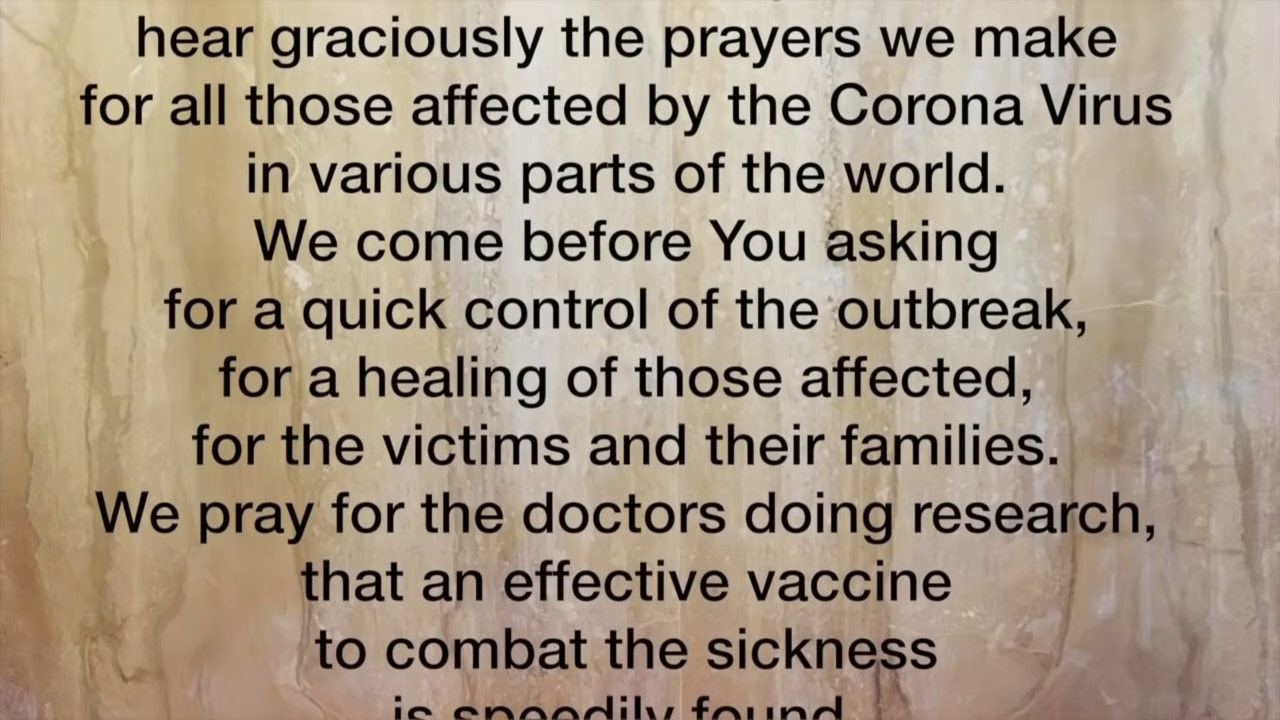 hear graciously the prayers we make
for all those affected by the Corona Virus
in various parts of the world.
We come before You asking
for a quick control of the outbreak,
for a healing of those affected,
for the victims and their families.
We pray for the doctors doing research,
that an effective vaccine
to combat the sickness
is speedily found